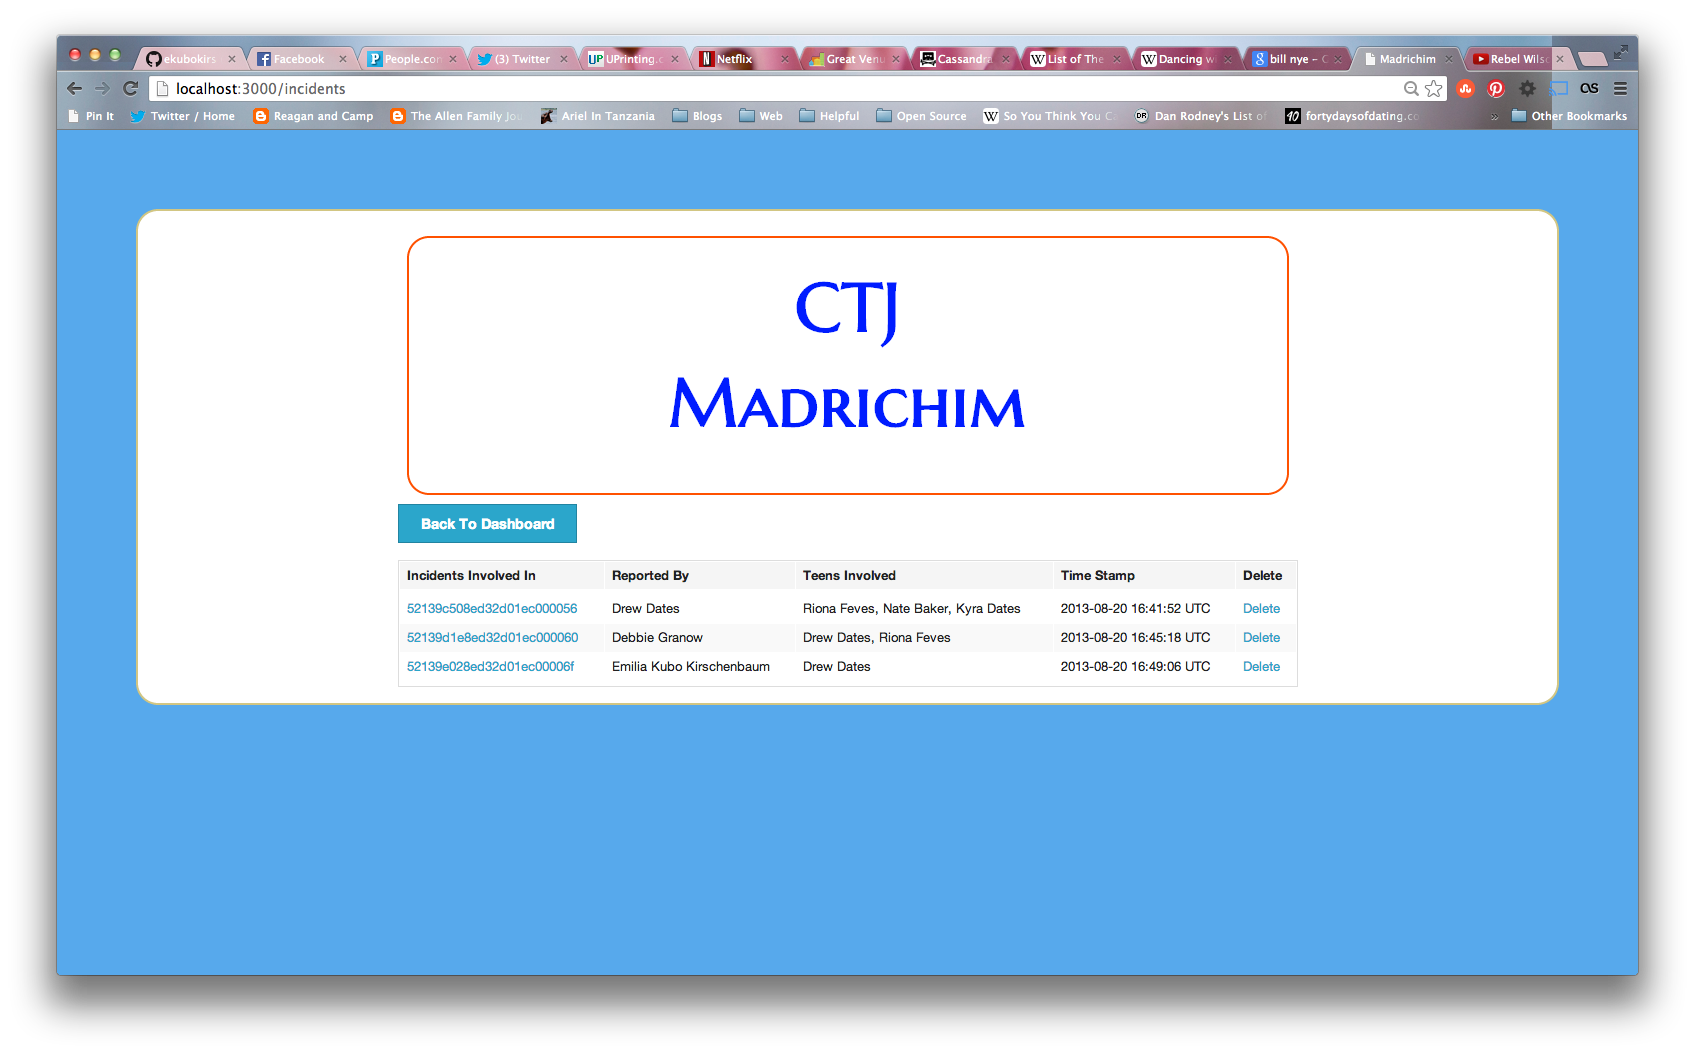 ekubokirs
Facebook
People.com
(3) Twitter
UPrinting.c
Netflix
Great Venu
Cassandra
List of The
Dancing w
bill nye - C
Madrichim
Rebel Wils
localhost:3000/incidents
Pin It
Twitter / Home
Reagan and Camp
The Allen Family Jou
Ariel In Tanzania
Blogs
Web
Helpful
Open Source
So You Think You Ca
Dan Rodney's List of
fortydaysofdating.co
»
Other Bookmarks
CTJ
Madrichim
Back To Dashboard
Incidents Involved In Reported By Teens Involved Time Stamp Delete
52139c508ed32d01ec000056 Drew Dates Riona Feves, Nate Baker, Kyra Dates 2013-08-20 16:41:52 UTC Delete
52139d1e8ed32d01ec000060 Debbie Granow Drew Dates, Riona Feves 2013-08-20 16:45:18 UTC Delete
52139e028ed32d01ec00006f Emilia Kubo Kirschenbaum Drew Dates 2013-08-20 16:49:06 UTC Delete